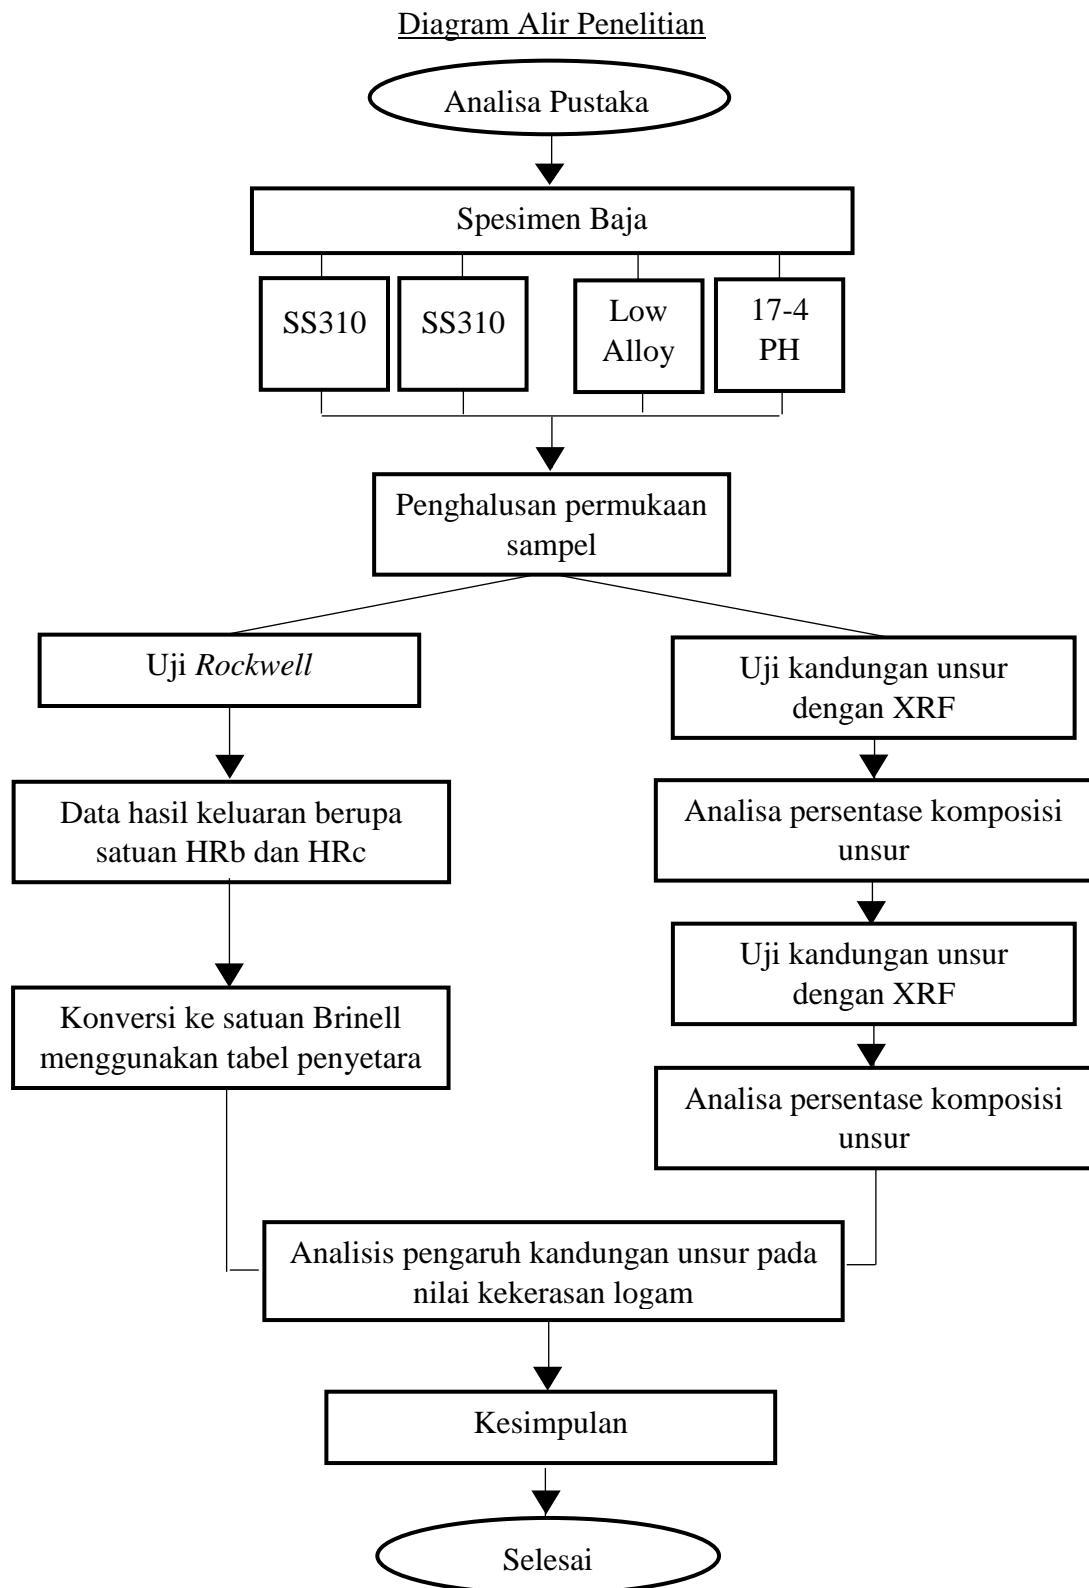 Diagram Alir Penelitian
Analisa Pustaka
Spesimen Baja
SS310
SS310
Low
Alloy
17-4
PH
Penghalusan permukaan
sampel
Uji Rockwell
Data hasil keluaran berupa
satuan HRb dan HRc
Konversi ke satuan Brinell
menggunakan tabel penyetara
Uji kandungan unsur
dengan XRF
Analisa persentase komposisi
unsur
Uji kandungan unsur
dengan XRF
Analisa persentase komposisi
unsur
Analisis pengaruh kandungan unsur pada
nilai kekerasan logam
Kesimpulan
Selesai